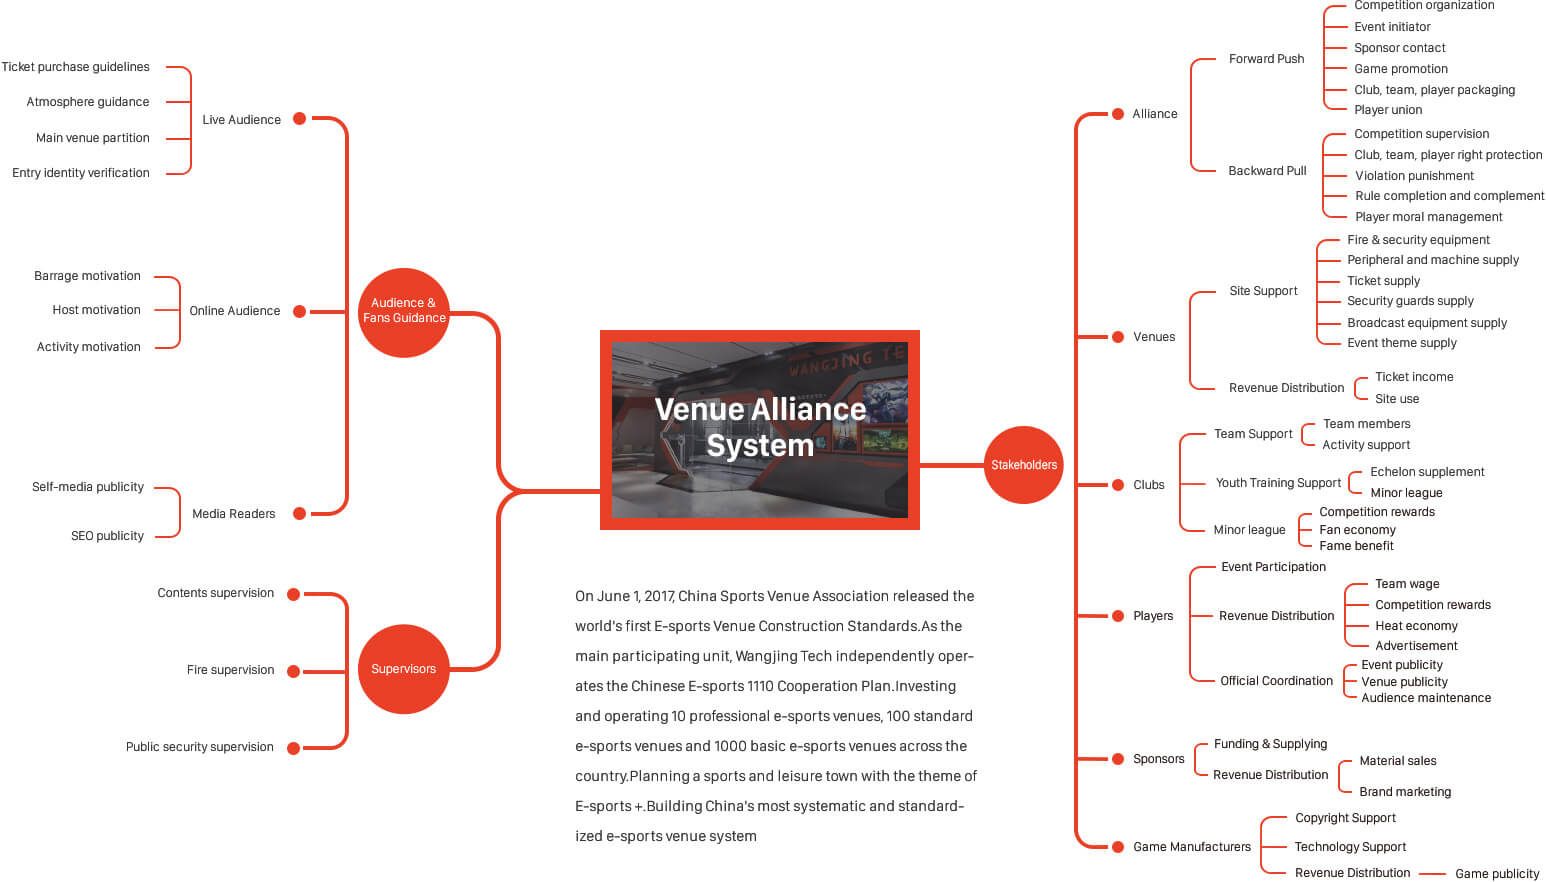 Ticket purchase guidelines
Atmosphere guidance
Main venue partition
Entry identity verification
Live Audience
Barrage motivation
Host motivation
Activity motivation
Online Audience
Self-media publicity
SEO publicity
Media Readers
Audience &
Fans Guidance
Contents supervision
Fire supervision
Public security supervision
Supervisors
WANGJING TE
Venue Alliance
System
On June 1, 2017, China Sports Venue Association released the
world's first E-sports Venue Construction Standards.As the
main participating unit, Wangjing Tech independently oper-
ates the Chinese E-sports 1110 Cooperation Plan.Investing
and operating 10 professional e-sports venues, 100 standard
e-sports venues and 1000 basic e-sports venues across the
country.Planning a sports and leisure town with the theme of
E-sports +.Building China's most systematic and standard-
ized e-sports venue system
Stakeholders
Alliance
Forward Push
Competition organization
Event initiator
Sponsor contact
Game promotion
Club, team, player packaging
Player union
Backward Pull
Competition supervision
Club, team, player right protection
Violation punishment
Rule completion and complement
Player moral management
Venues
Site Support
Fire & security equipment
Peripheral and machine supply
Ticket supply
Security guards supply
Broadcast equipment supply
Event theme supply
Revenue Distribution
Ticket income
Site use
Clubs
Team Support
Team members
Activity support
Youth Training Support
Echelon supplement
Minor league
Minor league
Competition rewards
Fan economy
Fame benefit
Players
Event Participation
Revenue Distribution
Team wage
Competition rewards
Heat economy
Advertisement
Official Coordination
Event publicity
Venue publicity
Audience maintenance
Sponsors
Funding & Supplying
Revenue Distribution
Material sales
Brand marketing
Game Manufacturers
Copyright Support
Technology Support
Revenue Distribution
Game publicity